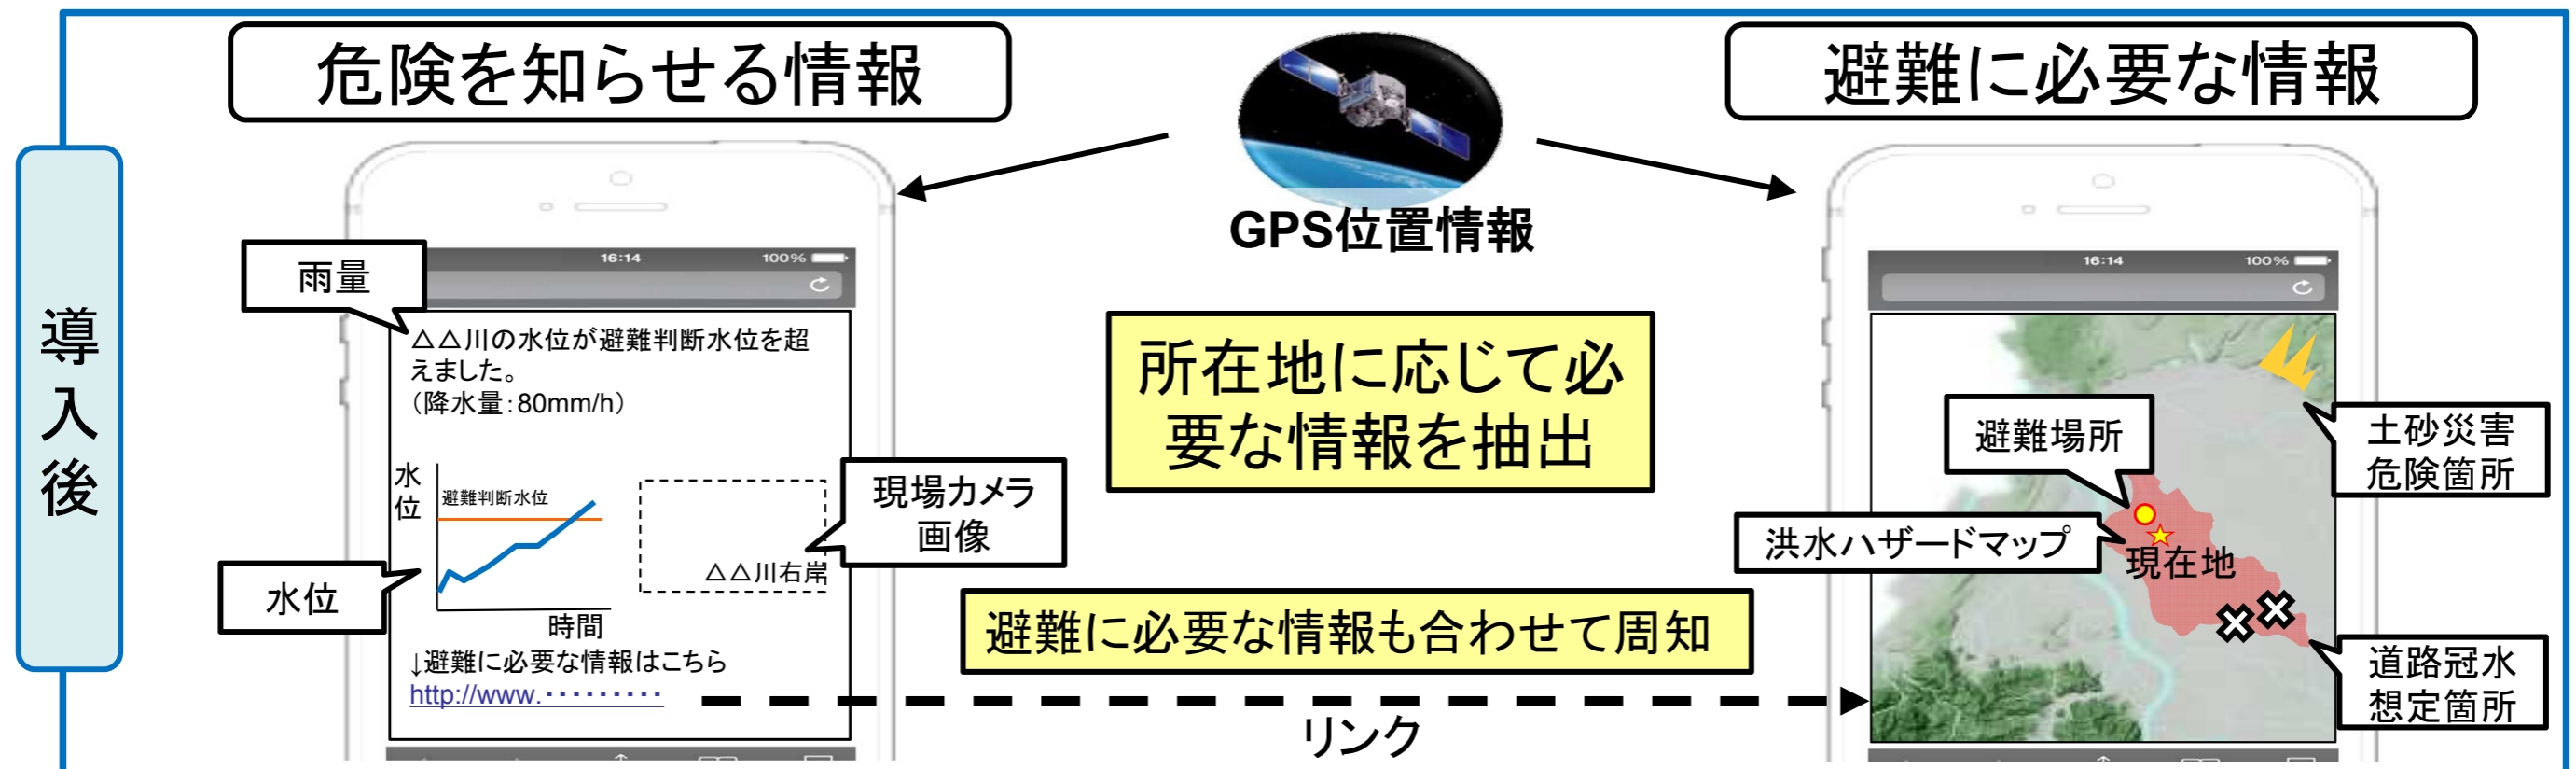 導入後
危険を知らせる情報
避難に必要な情報
GPS位置情報
雨量
16:14
100%
△△川の水位が避難判断水位を超
えました。
（降水量：80mm/h）
水位
避難判断水位
時間
水位
現場カメラ
画像
△△川右岸
↓避難に必要な情報はこちら
http://www.･････････
所在地に応じて必
要な情報を抽出
避難に必要な情報も合わせて周知
リンク
16:14
100%
避難場所
土砂災害
危険箇所
洪水ハザードマップ
現在地
道路冠水
想定箇所